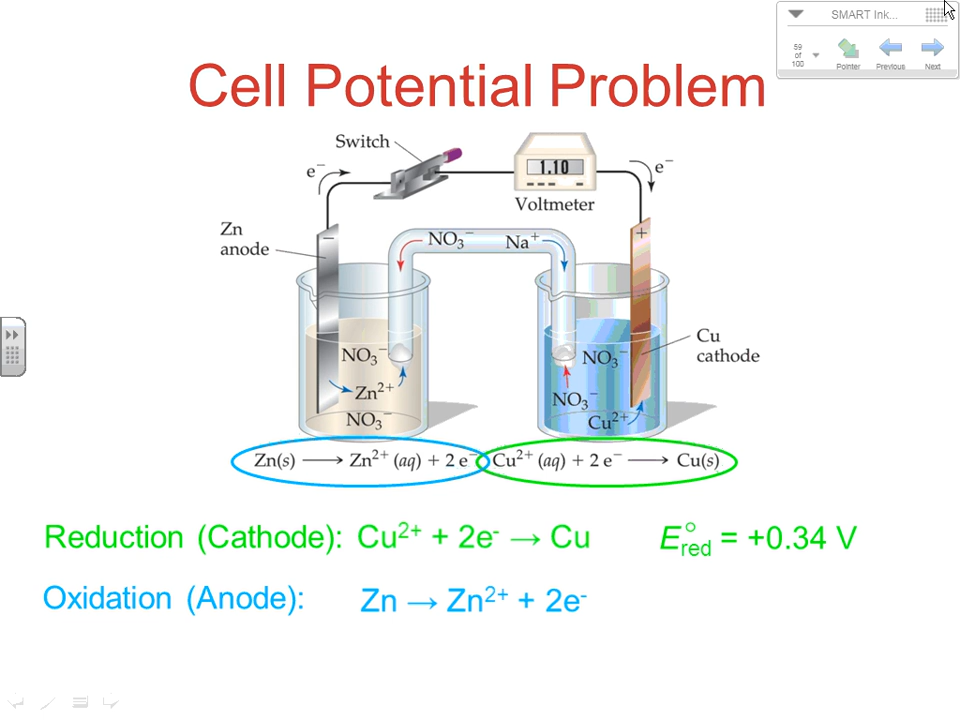 SMART Ink...
59
of
100
Pointer Previous Next
Cell Potential Problem
Switch
e⁻
1.10
e⁻
Voltmeter
Zn
anode
−
NO₃⁻ Na⁺
+
Cu
cathode
NO₃⁻
Zn²⁺
NO₃⁻
NO₃⁻
NO₃⁻
Cu²⁺
Zn(s) ⟶ Zn²⁺ (aq) + 2 e⁻ Cu²⁺ (aq) + 2 e⁻ ⟶ Cu(s)
Reduction (Cathode): Cu²⁺ + 2e⁻ → Cu E°red = +0.34 V
Oxidation (Anode): Zn → Zn²⁺ + 2e⁻